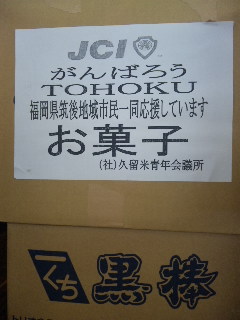 JCI
がんばろう
TOHOKU
福岡県筑後地域市民一同応援しています
お菓子
(社)久留米青年会議所
一くち
黒棒